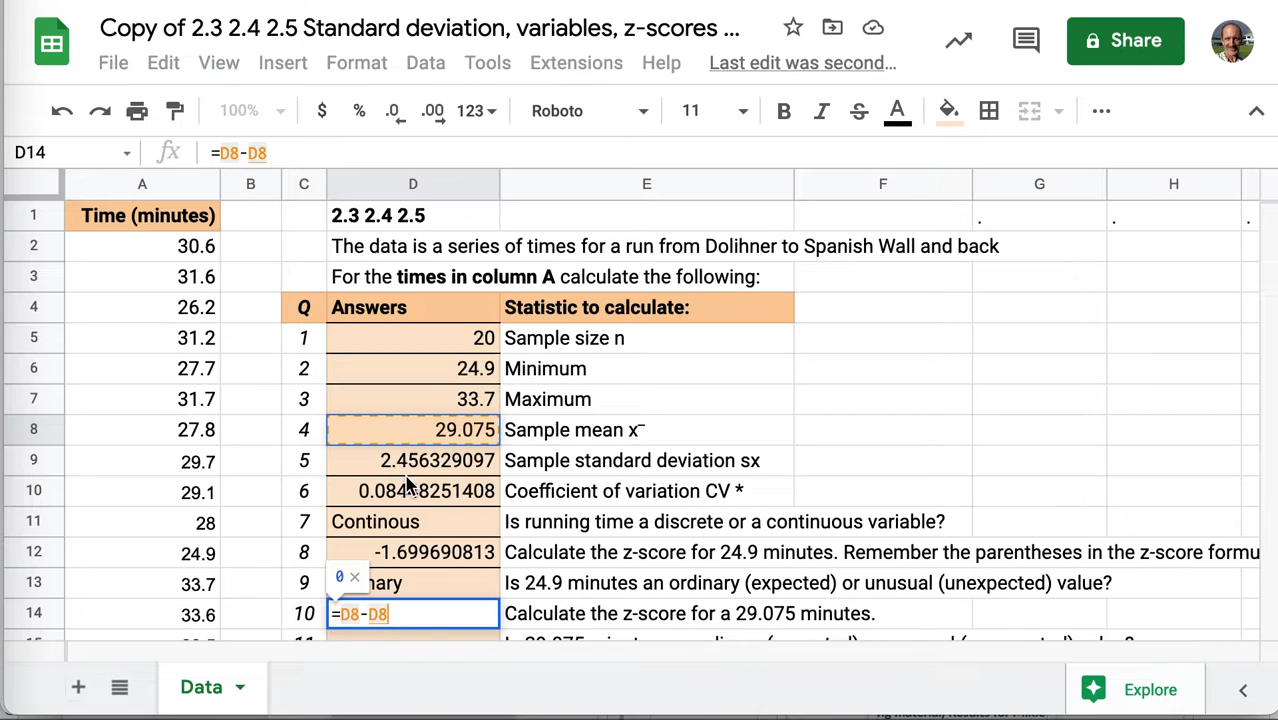 Copy of 2.3 2.4 2.5 Standard deviation, variables, z-scores ...
Share
File Edit View Insert Format Data Tools Extensions Help Last edit was second...
100% $ % .0 .00 123 Roboto 11 B I S A ...
D14 fx =D8-D8
A B C D E F G H
1 Time (minutes) 2.3 2.4 2.5 . . .
2 30.6 The data is a series of times for a run from Dolihner to Spanish Wall and back
3 31.6 For the times in column A calculate the following:
4 26.2 Q Answers Statistic to calculate:
5 31.2 1 20 Sample size n
6 27.7 2 24.9 Minimum
7 31.7 3 33.7 Maximum
8 27.8 4 29.075 Sample mean x¯
9 29.7 5 2.456329097 Sample standard deviation sx
10 29.1 6 0.084 8251408 Coefficient of variation CV *
11 28 7 Continous Is running time a discrete or a continuous variable?
12 24.9 8 -1.699690813 Calculate the z-score for 24.9 minutes. Remember the parentheses in the z-score formu
0 ×
13 33.7 9 nary Is 24.9 minutes an ordinary (expected) or unusual (unexpected) value?
14 33.6 10 =D8-D8 Calculate the z-score for a 29.075 minutes.
Data
Explore